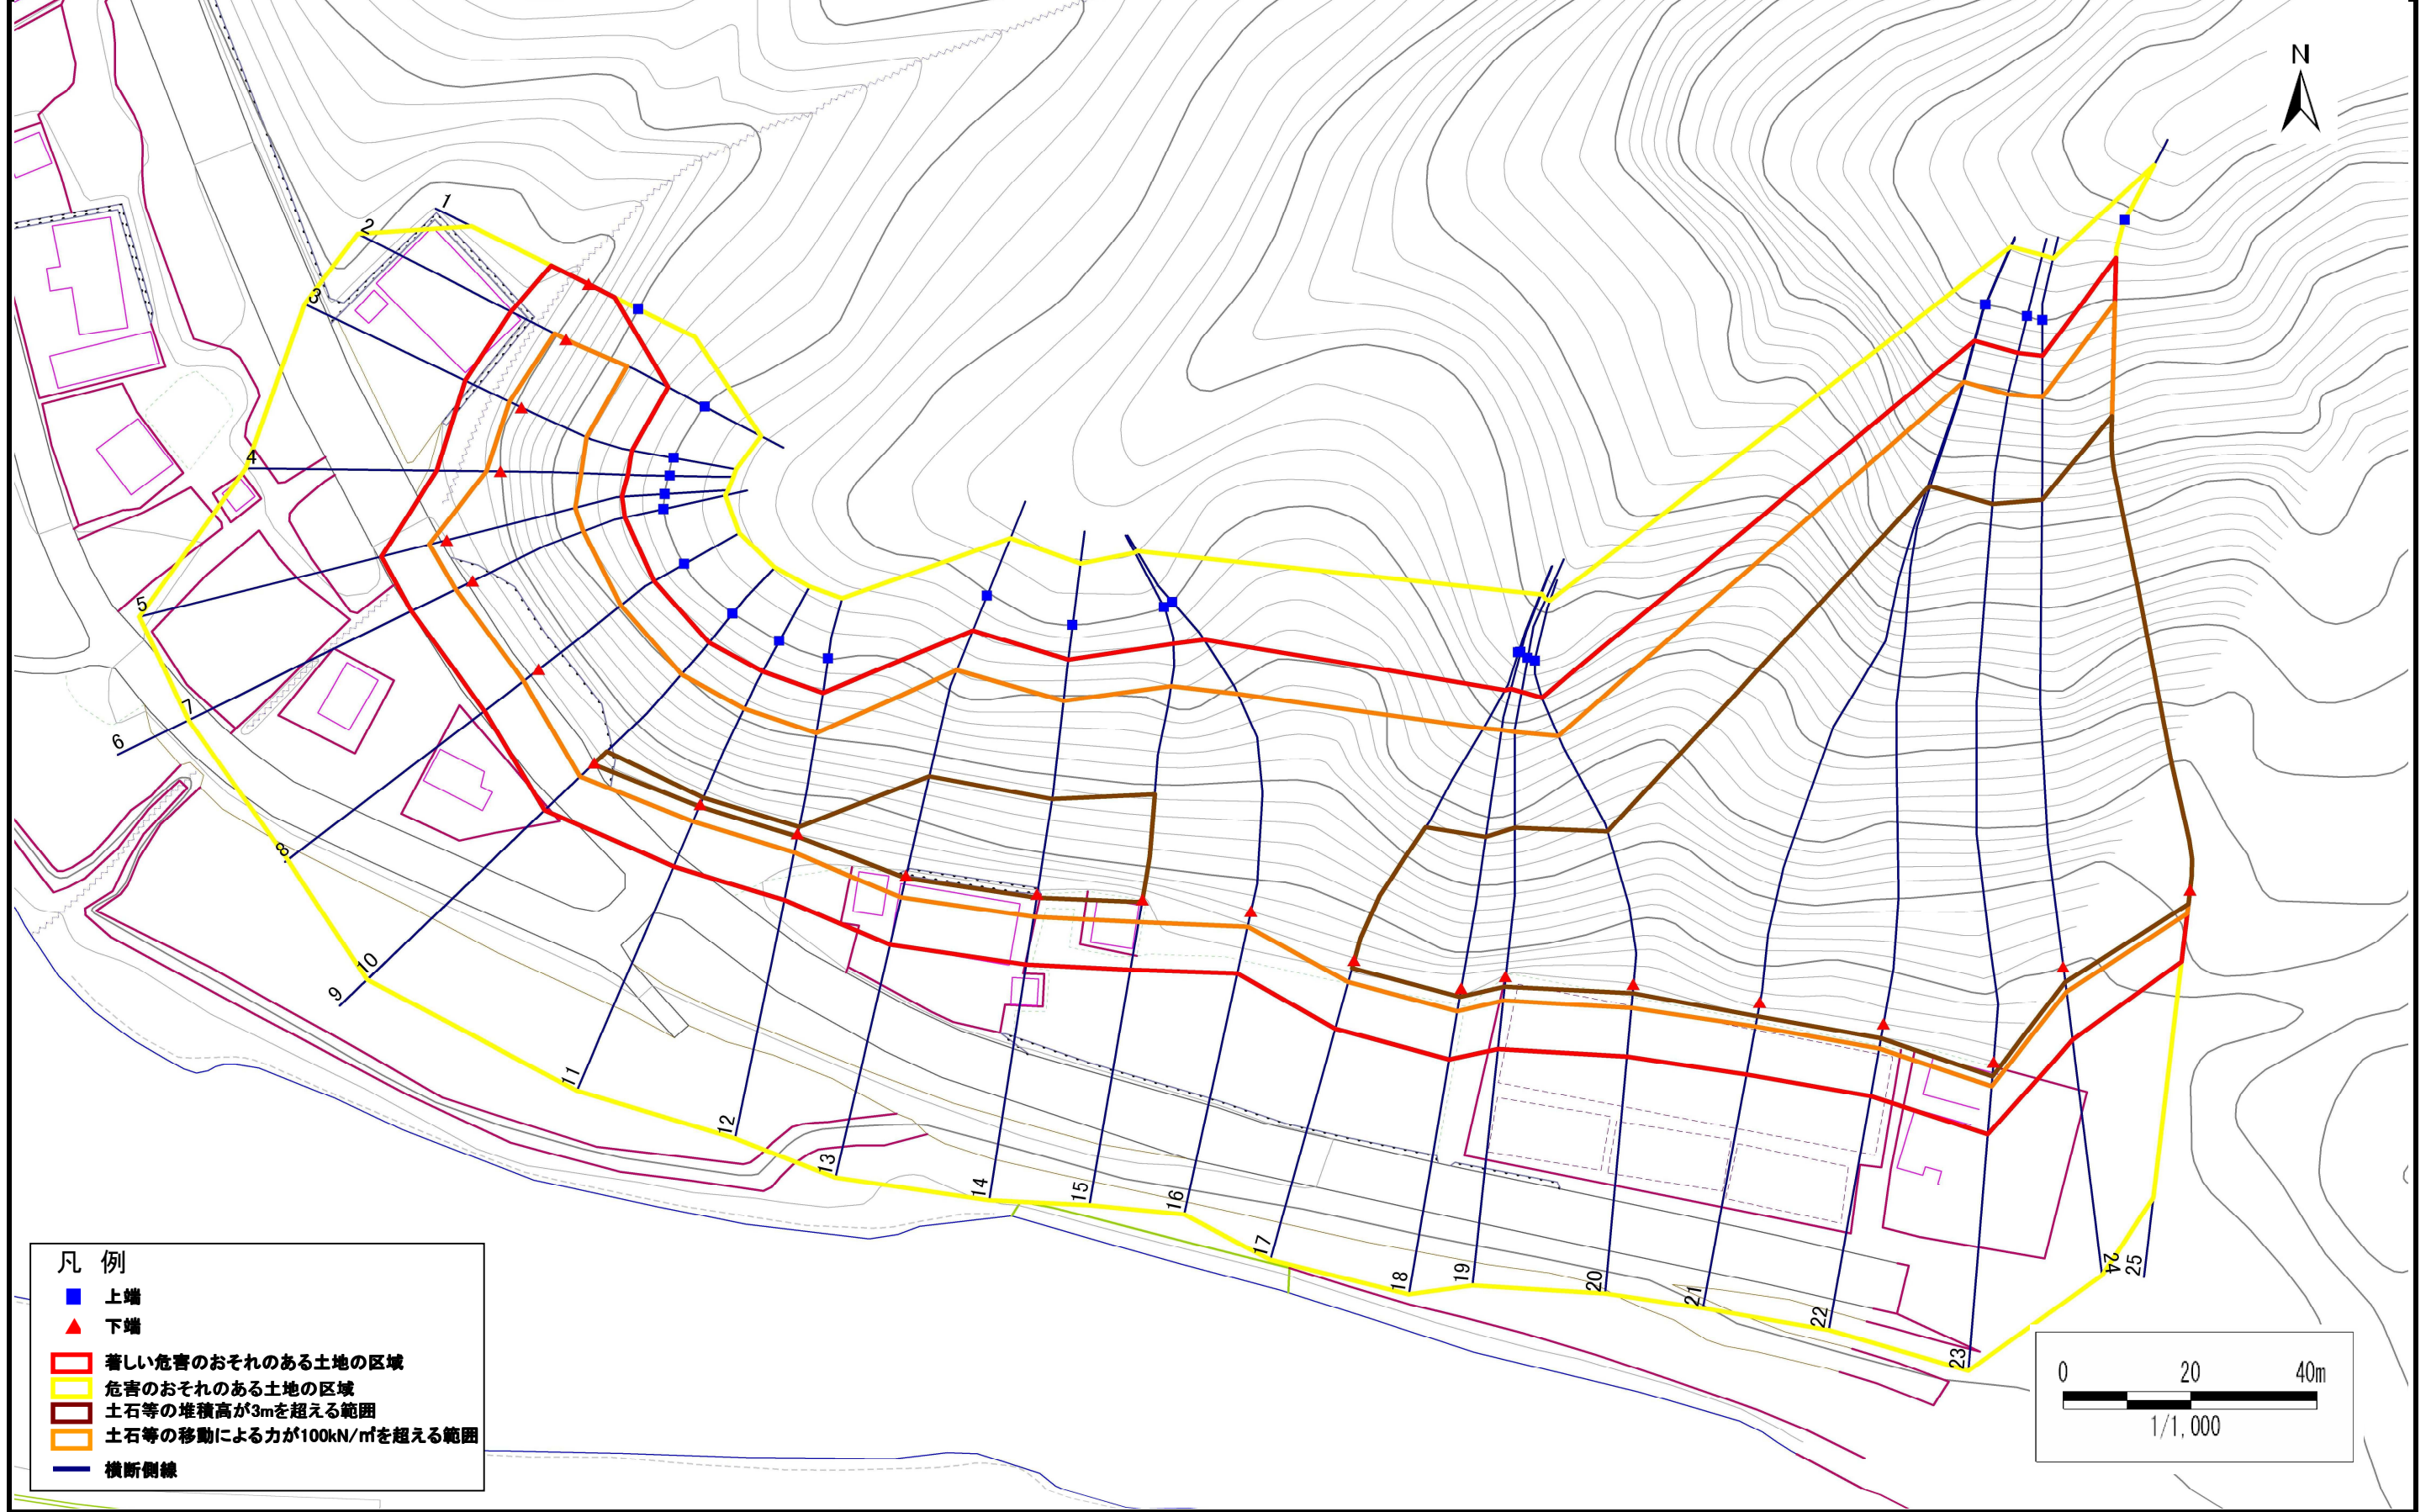 N
1
2
3
4
5
6
7
8
9
10
11
12
13
14
15
16
17
18
19
20
21
22
23
24
25
凡 例
上端
下端
著しい危害のおそれのある土地の区域
危害のおそれのある土地の区域
土石等の堆積高が3mを超える範囲
土石等の移動による力が100kN/㎡を超える範囲
横断側線
0 20 40m
1/1,000